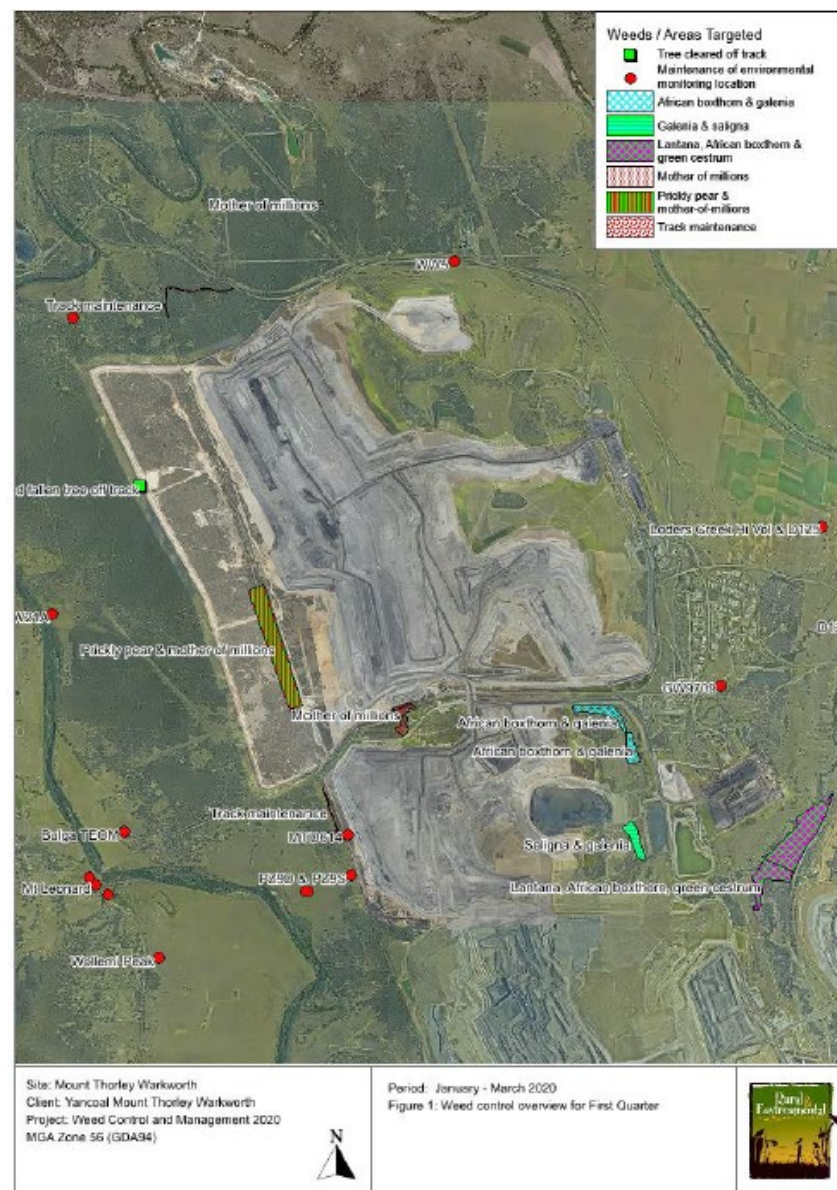 Weeds / Areas Targeted
Tree cleared off track
Maintenance of environmental
monitoring location
African boxthorn & galenia
Galenia & saligna
Lantana, African boxthorn &
green cestrum
Mother of millions
Prickly pear &
mother-of-millions
Track maintenance
Mother of millions
WW5
Track maintenance
d fallen tree off track
Loders Creek Hi Vol & D125
W21A
Prickly pear & mother of millions
Mother of millions
African boxthorn & galenia
African boxthorn & galenia
Track maintenance
Bulga TEOM
MTD614
Saligna & galenia
Mt Leonard
PZ9D & PZ9S
Lantana, African boxthorn, green cestrum
Wollemi Peak
Site: Mount Thorley Warkworth
Client: Yancoal Mount Thorley Warkworth
Project: Weed Control and Management 2020
MGA Zone 56 (GDA94)
N
Period: January - March 2020
Figure 1: Weed control overview for First Quarter
Rural
Environmental